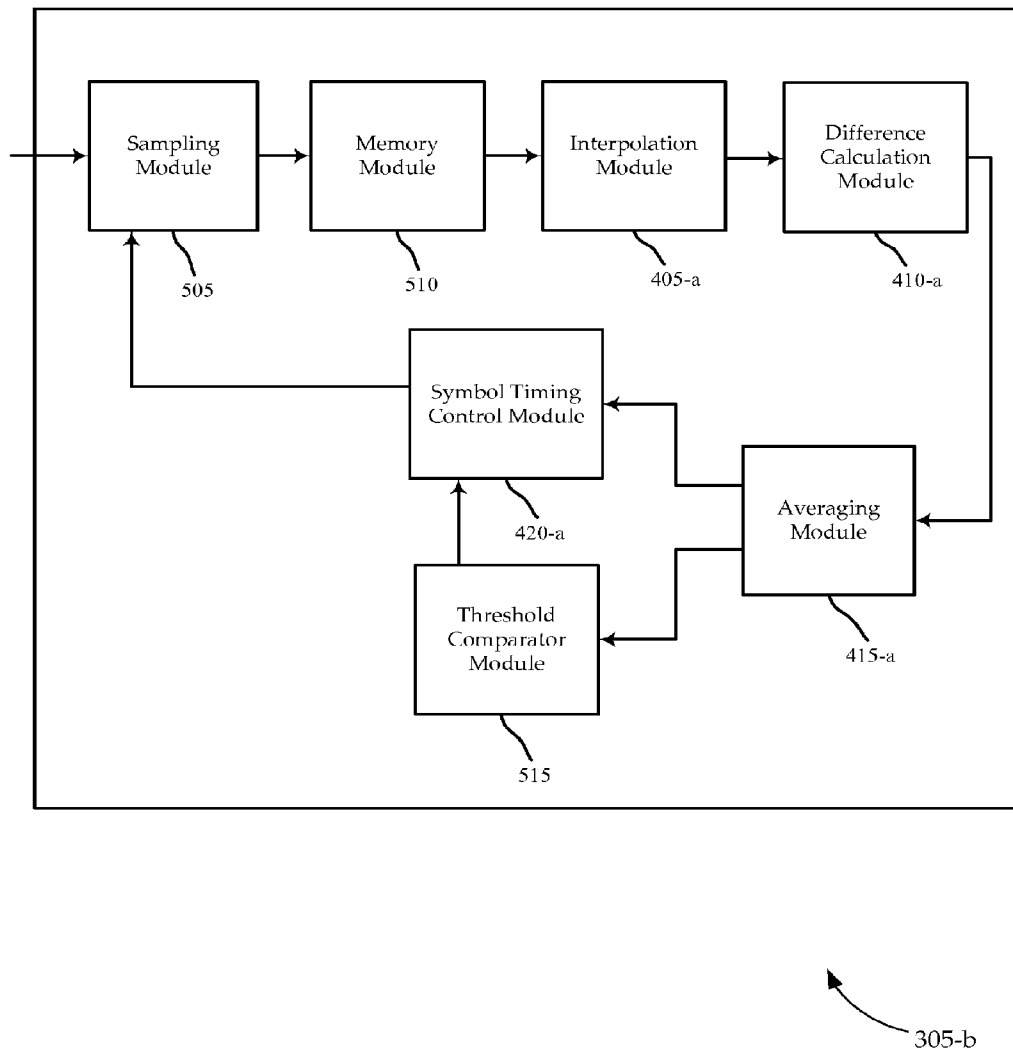 Sampling
Module
505
Memory
Module
510
Interpolation
Module
405-a
Difference
Calculation
Module
410-a
Symbol Timing
Control Module
420-a
Averaging
Module
415-a
Threshold
Comparator
Module
515
305-b